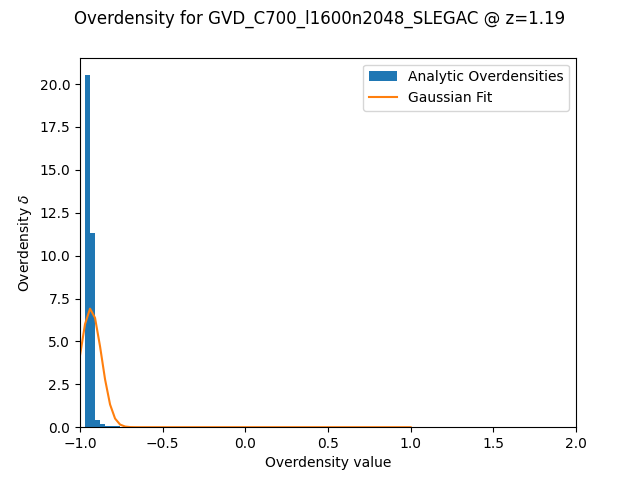 Overdensity for GVD_C700_l1600n2048_SLEGAC @ z=1.19
Analytic Overdensities
Gaussian Fit
Overdensity δ
20.0
17.5
15.0
12.5
10.0
7.5
5.0
2.5
0.0
−1.0 −0.5 0.0 0.5 1.0 1.5 2.0
Overdensity value